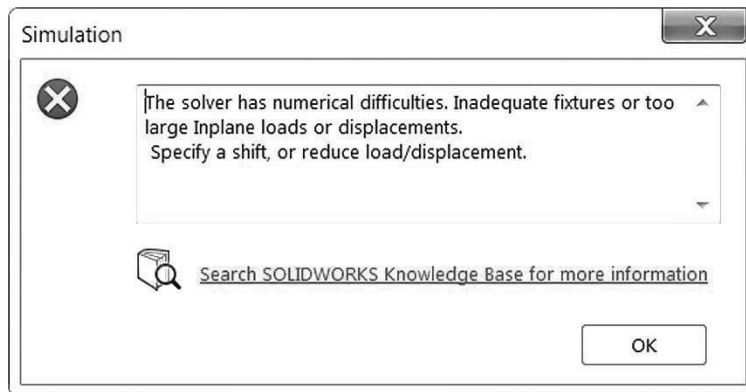 Simulation
The solver has numerical difficulties. Inadequate fixtures or too
large Inplane loads or displacements.
Specify a shift, or reduce load/displacement.
Search SOLIDWORKS Knowledge Base for more information
OK